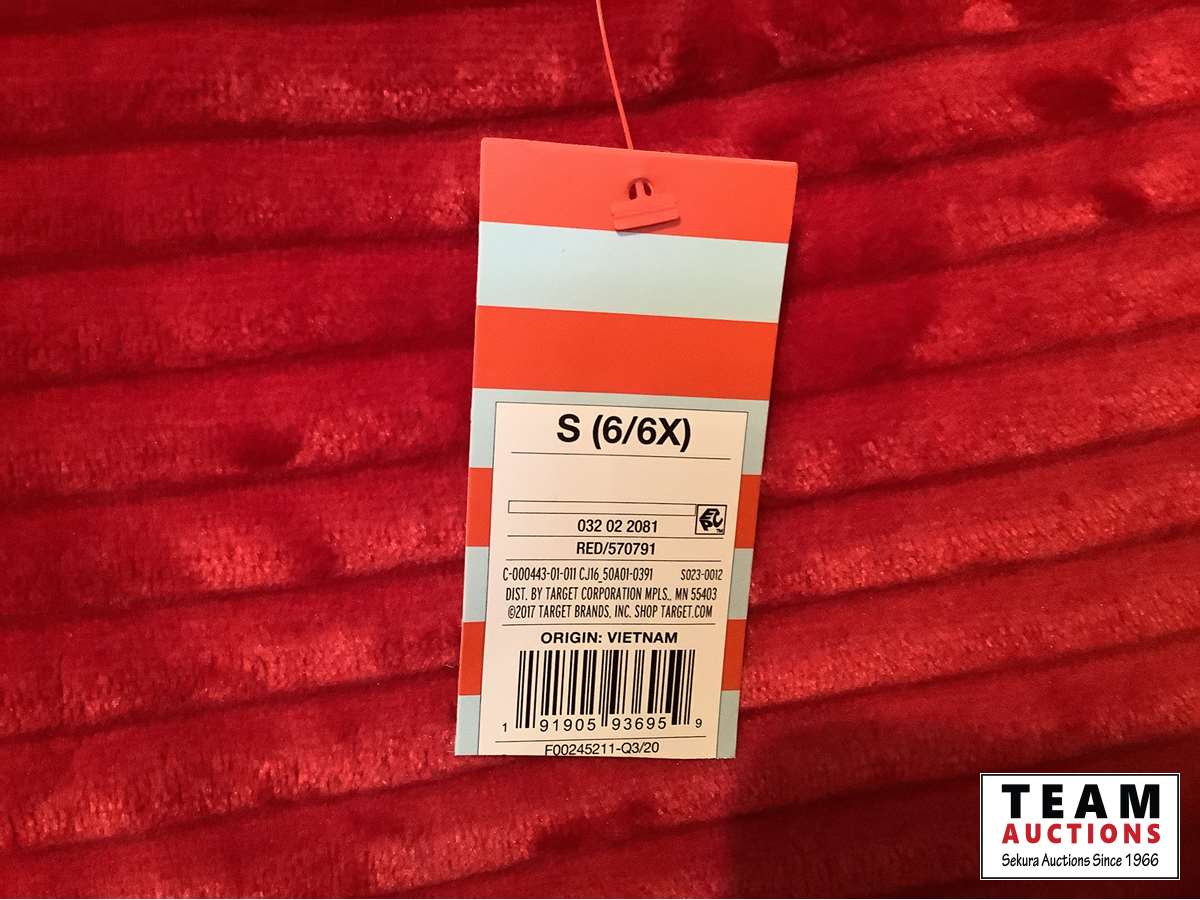 S (6/6X)
032 02 2081
RED/570791
C-000443-01-011 CJ16_50A01-0391 S023-0012
DIST. BY TARGET CORPORATION MPLS., MN 55403
©2017 TARGET BRANDS, INC. SHOP TARGET.COM
ORIGIN: VIETNAM
1 91905 93695 9
F00245211-Q3/20
TEAM
AUCTIONS
Sekura Auctions Since 1966